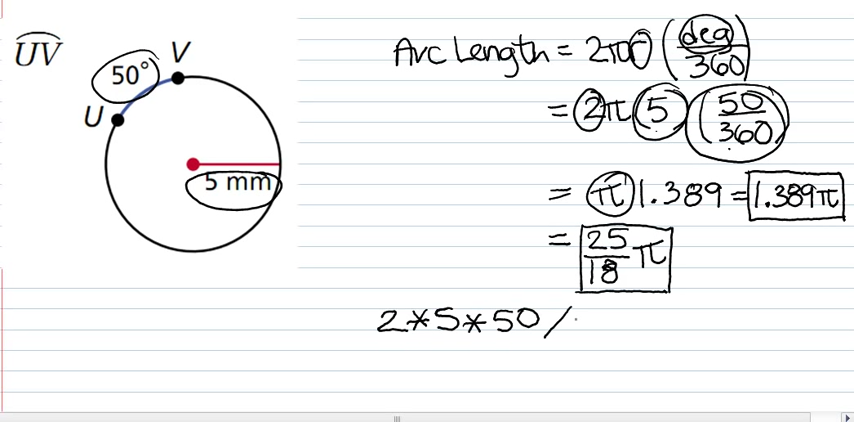 UV
V
50°
U
5 mm
Arc Length = 2πr (deg/360)
= 2π 5 (50/360)
= π 1.389 = 1.389π
= 25/18 π
2*5*50/